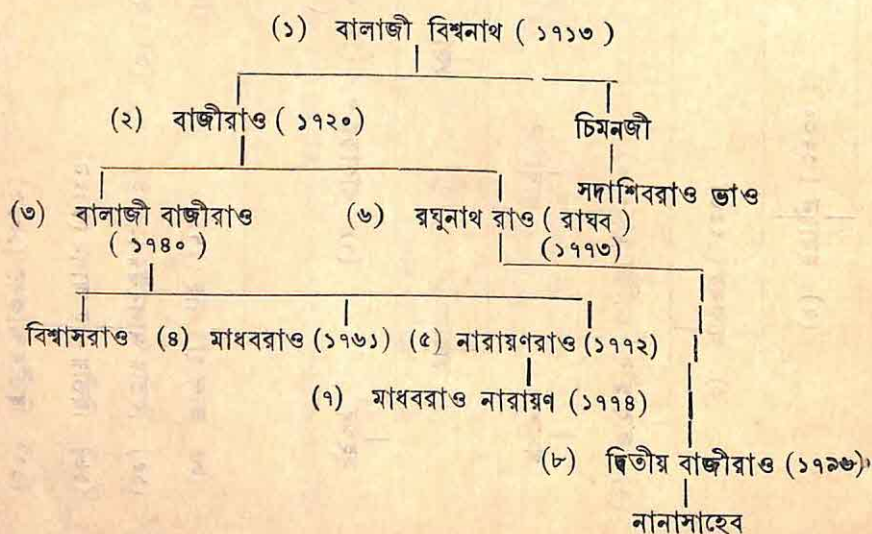 (১) বালাজী বিশ্বনাথ ( ১৭১৩ )
(২) বাজীরাও ( ১৭২০ )
চিমনজী
সদাশিবরাও ভাও
(৩) বালাজী বাজীরাও
( ১৭৪০ )
(৬) রঘুনাথ রাও ( রাঘব )
(১৭৭৩)
বিশ্বাসরাও (৪) মাধবরাও (১৭৬১) (৫) নারায়ণরাও (১৭৭২)
(৭) মাধবরাও নারায়ণ (১৭৭৪)
(৮) দ্বিতীয় বাজীরাও (১৭৯৬)
নানাসাহেব